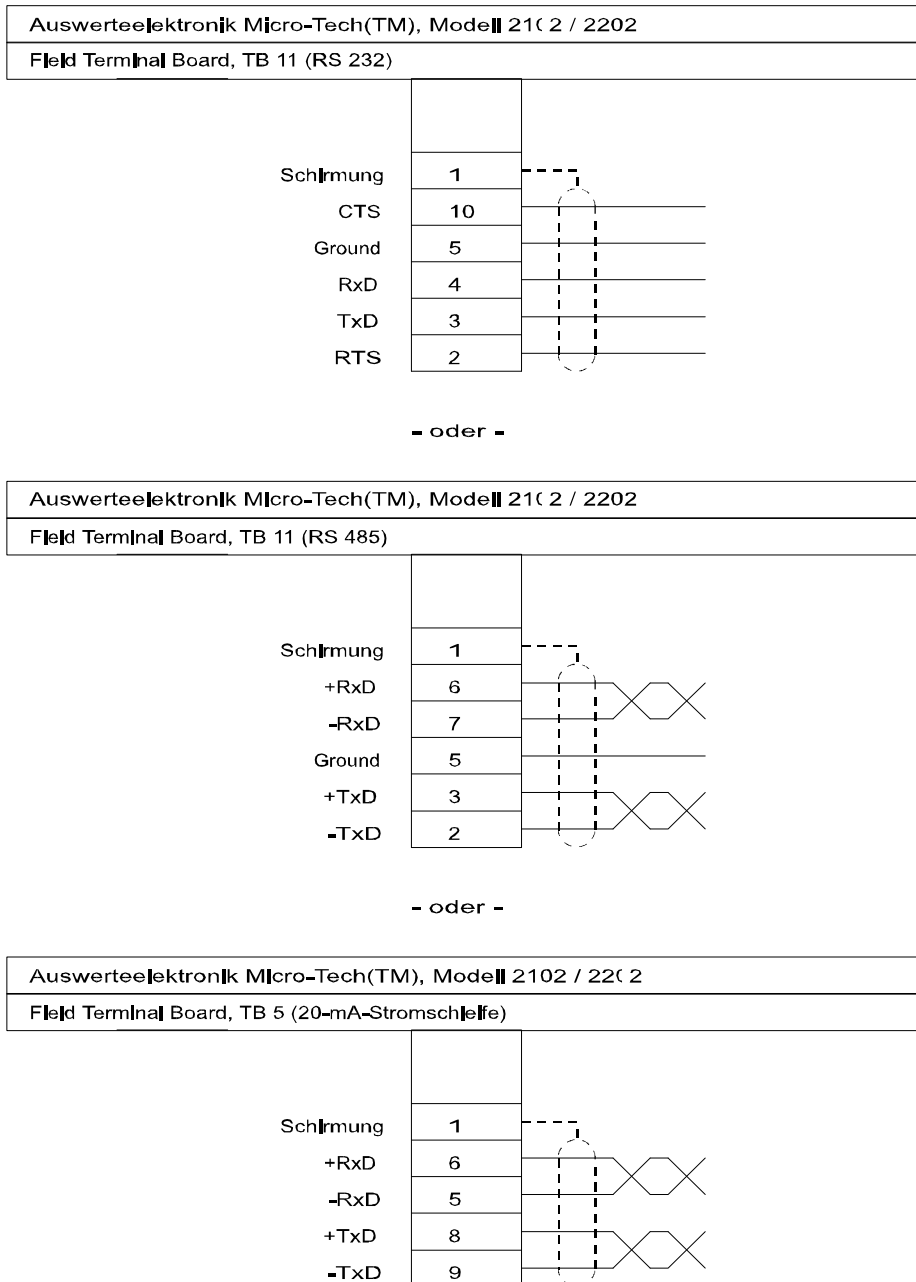 Auswerteelektronik Micro-Tech(TM), Modell 2102 / 2202
Field Terminal Board, TB 11 (RS 232)
Schirmung 1
CTS 10
Ground 5
RxD 4
TxD 3
RTS 2
- oder -
Auswerteelektronik Micro-Tech(TM), Modell 2102 / 2202
Field Terminal Board, TB 11 (RS 485)
Schirmung 1
+RxD 6
-RxD 7
Ground 5
+TxD 3
-TxD 2
- oder -
Auswerteelektronik Micro-Tech(TM), Modell 2102 / 2202
Field Terminal Board, TB 5 (20-mA-Stromschleife)
Schirmung 1
+RxD 6
-RxD 5
+TxD 8
-TxD 9